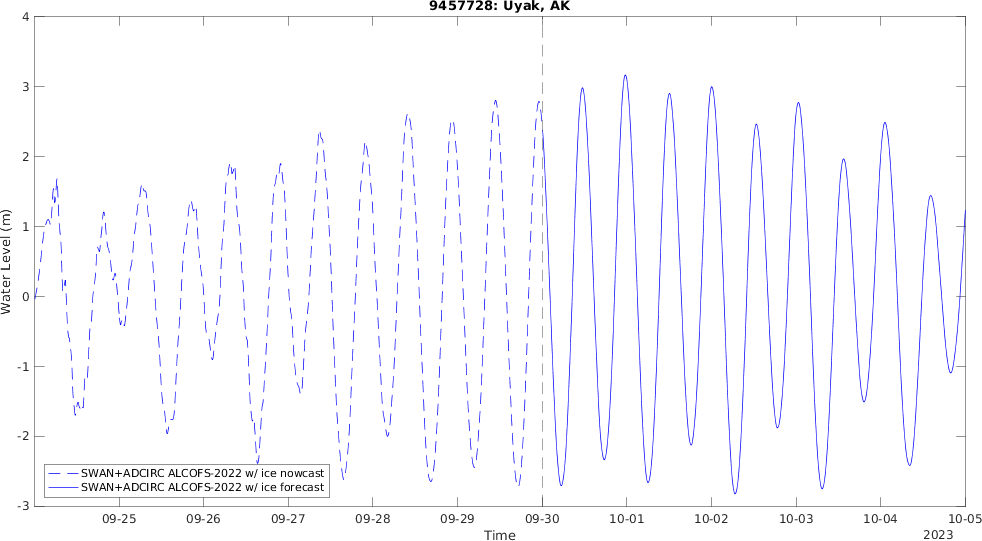 9457728: Uyak, AK
Water Level (m)
4
3
2
1
0
-1
-2
-3
SWAN+ADCIRC ALCOFS-2022 w/ ice nowcast
SWAN+ADCIRC ALCOFS-2022 w/ ice forecast
09-25 09-26 09-27 09-28 09-29 09-30 10-01 10-02 10-03 10-04 10-05
Time
2023